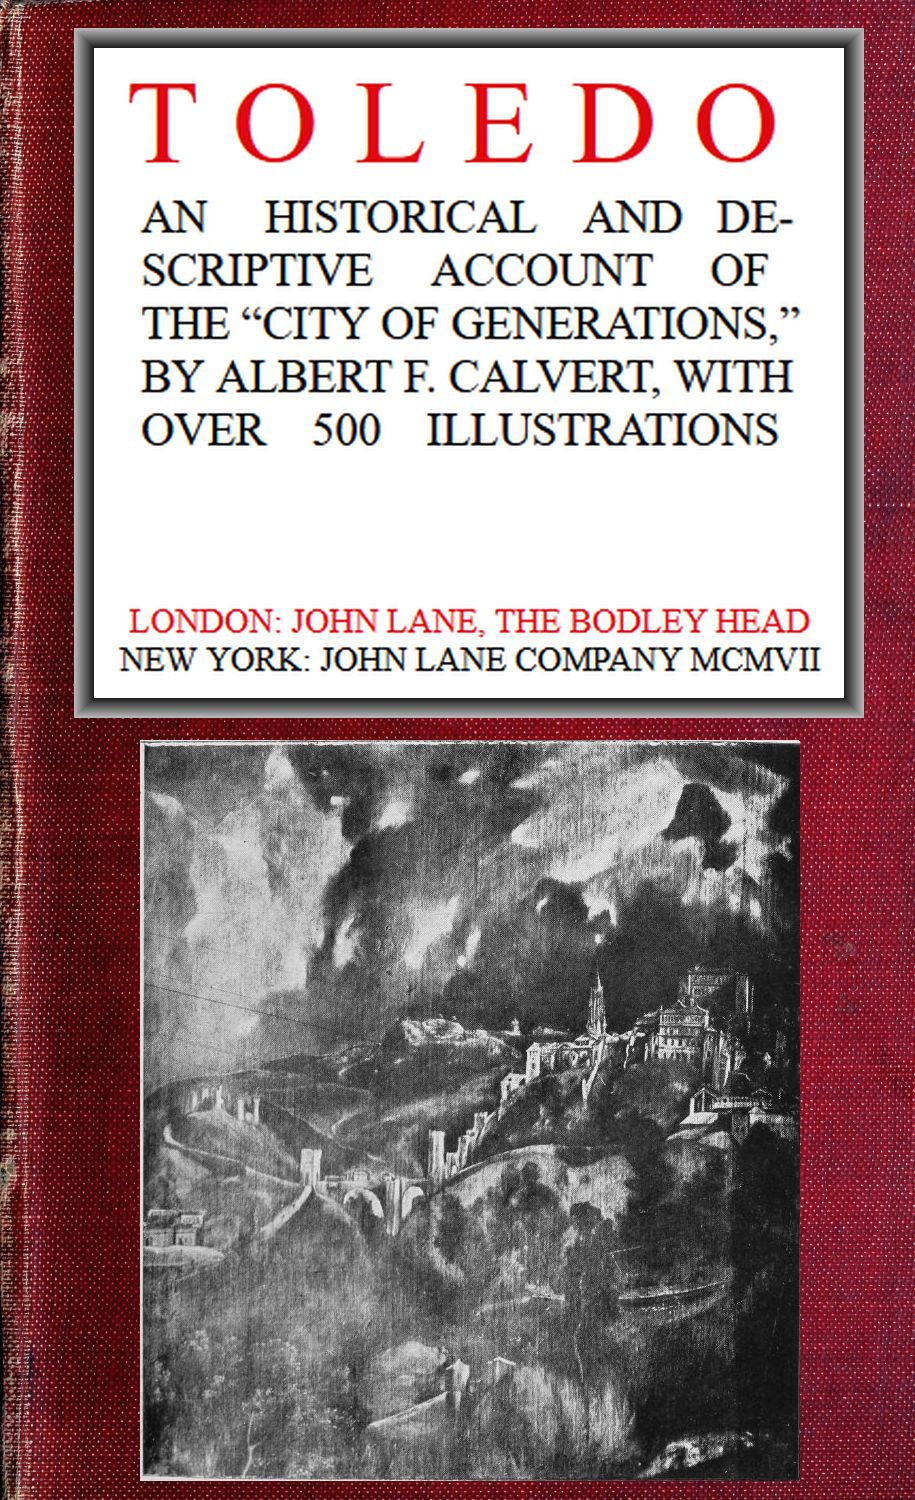 TOLEDO
AN HISTORICAL AND DE-
SCRIPTIVE ACCOUNT OF
THE “CITY OF GENERATIONS,”
BY ALBERT F. CALVERT, WITH
OVER 500 ILLUSTRATIONS
LONDON: JOHN LANE, THE BODLEY HEAD
NEW YORK: JOHN LANE COMPANY MCMVII